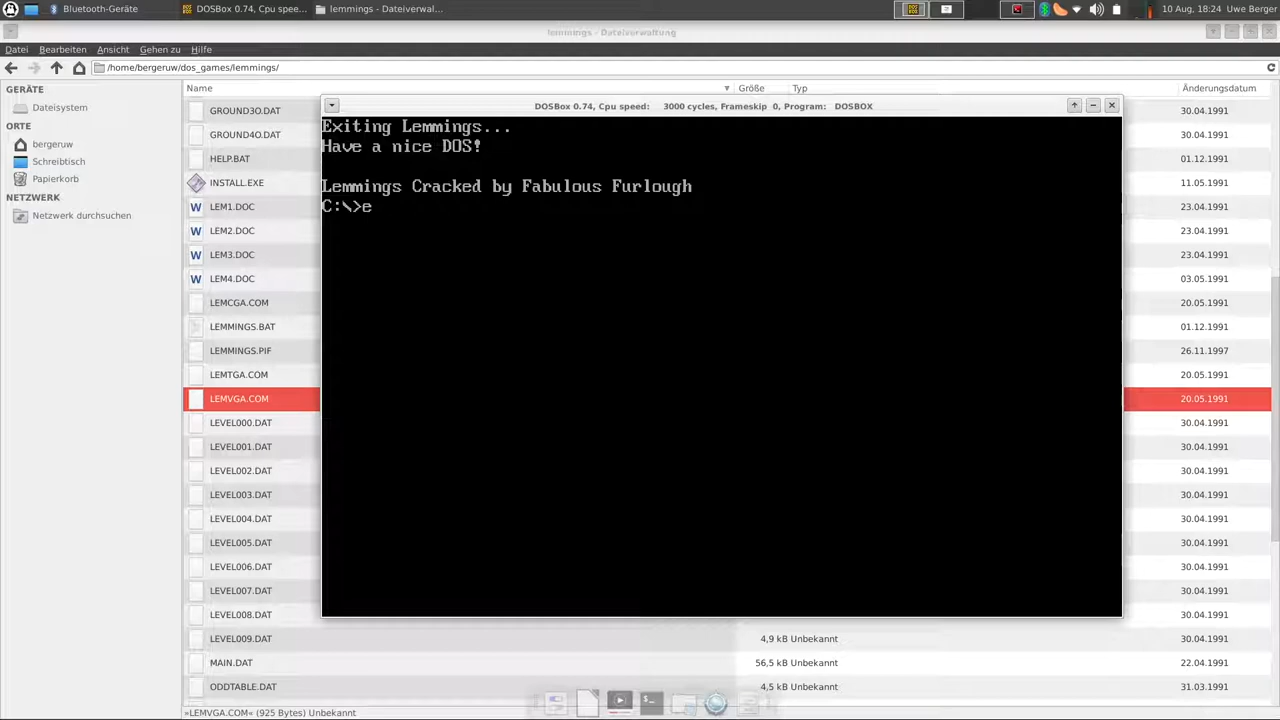 Bluetooth-Geräte
DOSBox 0.74, Cpu spee...
lemmings - Dateiverwal...
10 Aug, 18:24 Uwe Berger
lemmings - Dateiverwaltung
Datei Bearbeiten Ansicht Gehen zu Hilfe
/home/bergeruw/dos_games/lemmings/
GERÄTE
Dateisystem
ORTE
bergeruw
Schreibtisch
Papierkorb
NETZWERK
Netzwerk durchsuchen
Name Größe Typ Änderungsdatum
GROUND3O.DAT 30.04.1991
GROUND4O.DAT 30.04.1991
HELP.BAT 01.12.1991
INSTALL.EXE 11.05.1991
LEM1.DOC 23.04.1991
LEM2.DOC 23.04.1991
LEM3.DOC 23.04.1991
LEM4.DOC 03.05.1991
LEMCGA.COM 20.05.1991
LEMMINGS.BAT 01.12.1991
LEMMINGS.PIF 26.11.1997
LEMTGA.COM 20.05.1991
LEMVGA.COM 20.05.1991
LEVEL000.DAT 30.04.1991
LEVEL001.DAT 30.04.1991
LEVEL002.DAT 30.04.1991
LEVEL003.DAT 30.04.1991
LEVEL004.DAT 30.04.1991
LEVEL005.DAT 30.04.1991
LEVEL006.DAT 30.04.1991
LEVEL007.DAT 30.04.1991
LEVEL008.DAT 30.04.1991
LEVEL009.DAT 4,9 kB Unbekannt 30.04.1991
MAIN.DAT 56,5 kB Unbekannt 22.04.1991
ODDTABLE.DAT 4,5 kB Unbekannt 31.03.1991
»LEMVGA.COM« (925 Bytes) Unbekannt
DOSBox 0.74, Cpu speed: 3000 cycles, Frameskip 0, Program: DOSBOX
Exiting Lemmings...
Have a nice DOS!
Lemmings Cracked by Fabulous Furlough
C:\>e